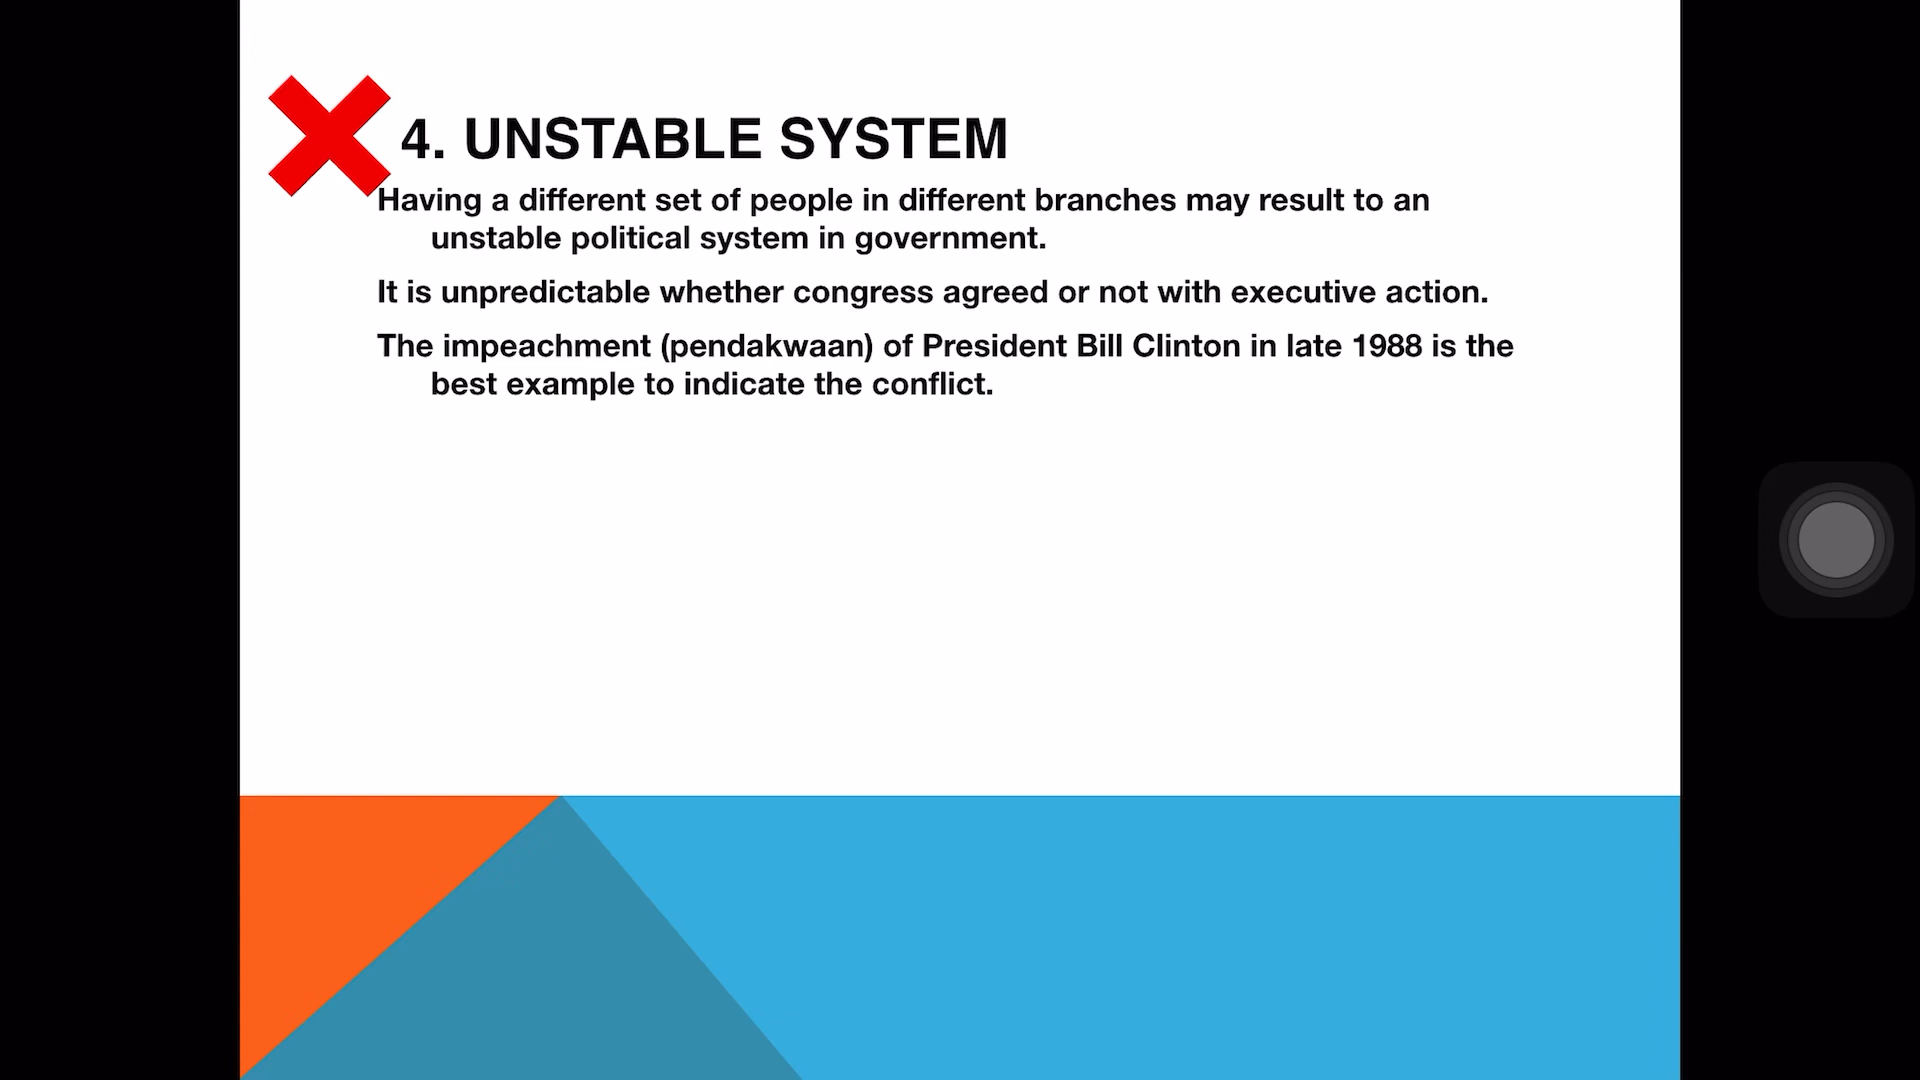 4. UNSTABLE SYSTEM
Having a different set of people in different branches may result to an
unstable political system in government.
It is unpredictable whether congress agreed or not with executive action.
The impeachment (pendakwaan) of President Bill Clinton in late 1988 is the
best example to indicate the conflict.